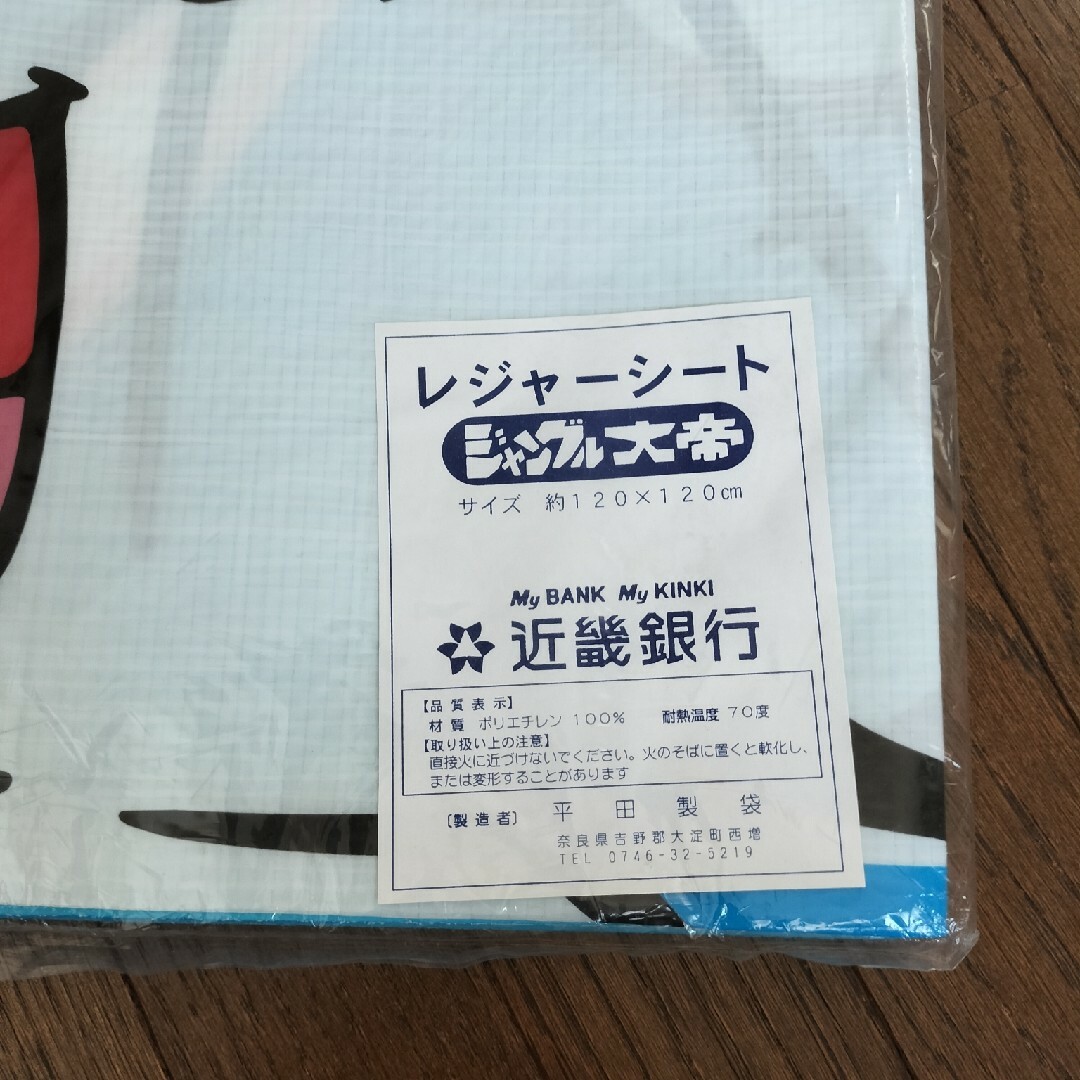 レジャーシート
ジャングル大帝
サイズ 約120×120cm
My BANK My KINKI
近畿銀行
【品質表示】
材質 ポリエチレン 100% 耐熱温度 70度
【取り扱い上の注意】
直接火に近づけないでください。火のそばに置くと軟化し、
または変形することがあります
〔製造者〕 平田製袋
奈良県吉野郡大淀町西増
TEL 0746-32-5219